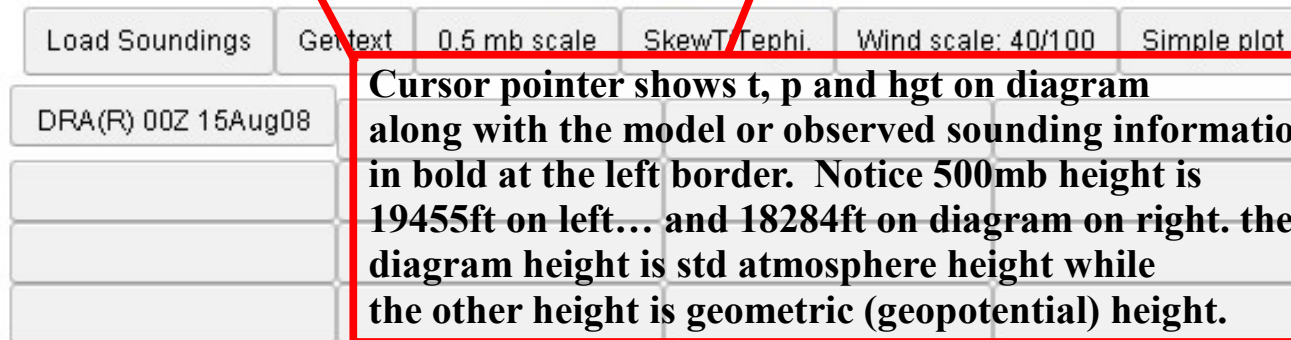 Load Soundings Get text 0.5 mb scale SkewT/Tephi. Wind scale: 40/100 Simple plot
DRA(R) 00Z 15Aug08
Cursor pointer shows t, p and hgt on diagram
along with the model or observed sounding informatio
in bold at the left border. Notice 500mb height is
19455ft on left… and 18284ft on diagram on right. the
diagram height is std atmosphere height while
the other height is geometric (geopotential) height.